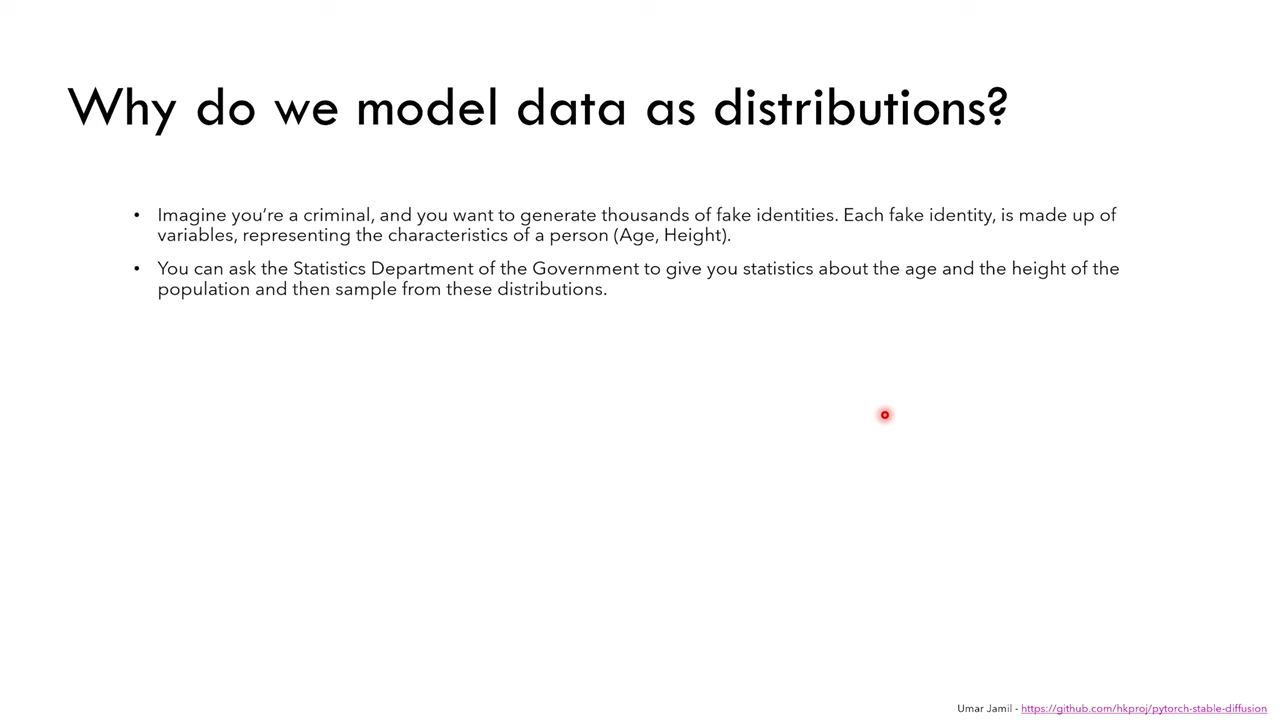 Why do we model data as distributions?
• Imagine you’re a criminal, and you want to generate thousands of fake identities. Each fake identity, is made up of
variables, representing the characteristics of a person (Age, Height).
• You can ask the Statistics Department of the Government to give you statistics about the age and the height of the
population and then sample from these distributions.
Umar Jamil - https://github.com/hkproj/pytorch-stable-diffusion